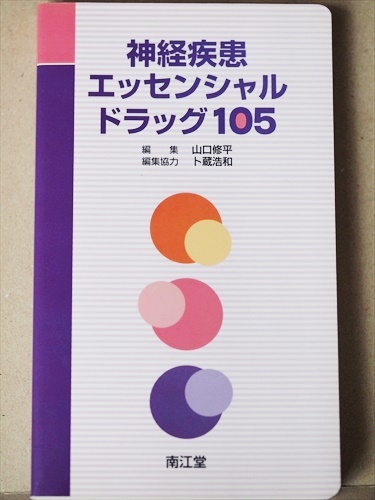 神経疾患
エッセンシャル
ドラッグ105
編　集　山口修平
編集協力　卜蔵浩和
南江堂